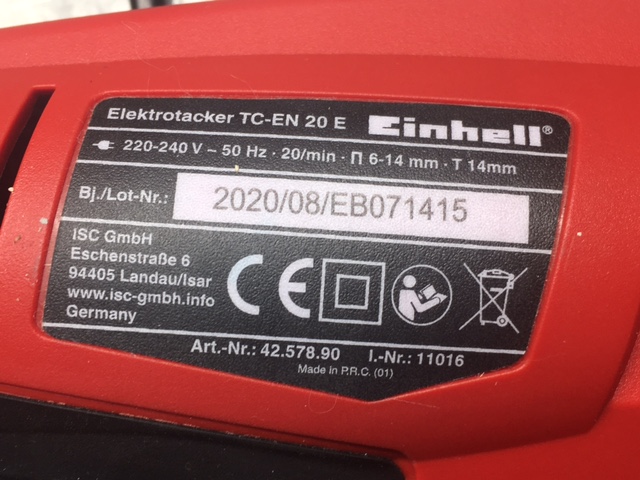 Elektrotacker TC-EN 20 E Einhell®
220-240 V ~ 50 Hz · 20/min · Π 6-14 mm · T 14mm
Bj./Lot-Nr.: 2020/08/EB071415
ISC GmbH
Eschenstraße 6
94405 Landau/Isar
www.isc-gmbh.info
Germany
CE
Art.-Nr.: 42.578.90 I.-Nr.: 11016
Made in P.R.C. (01)